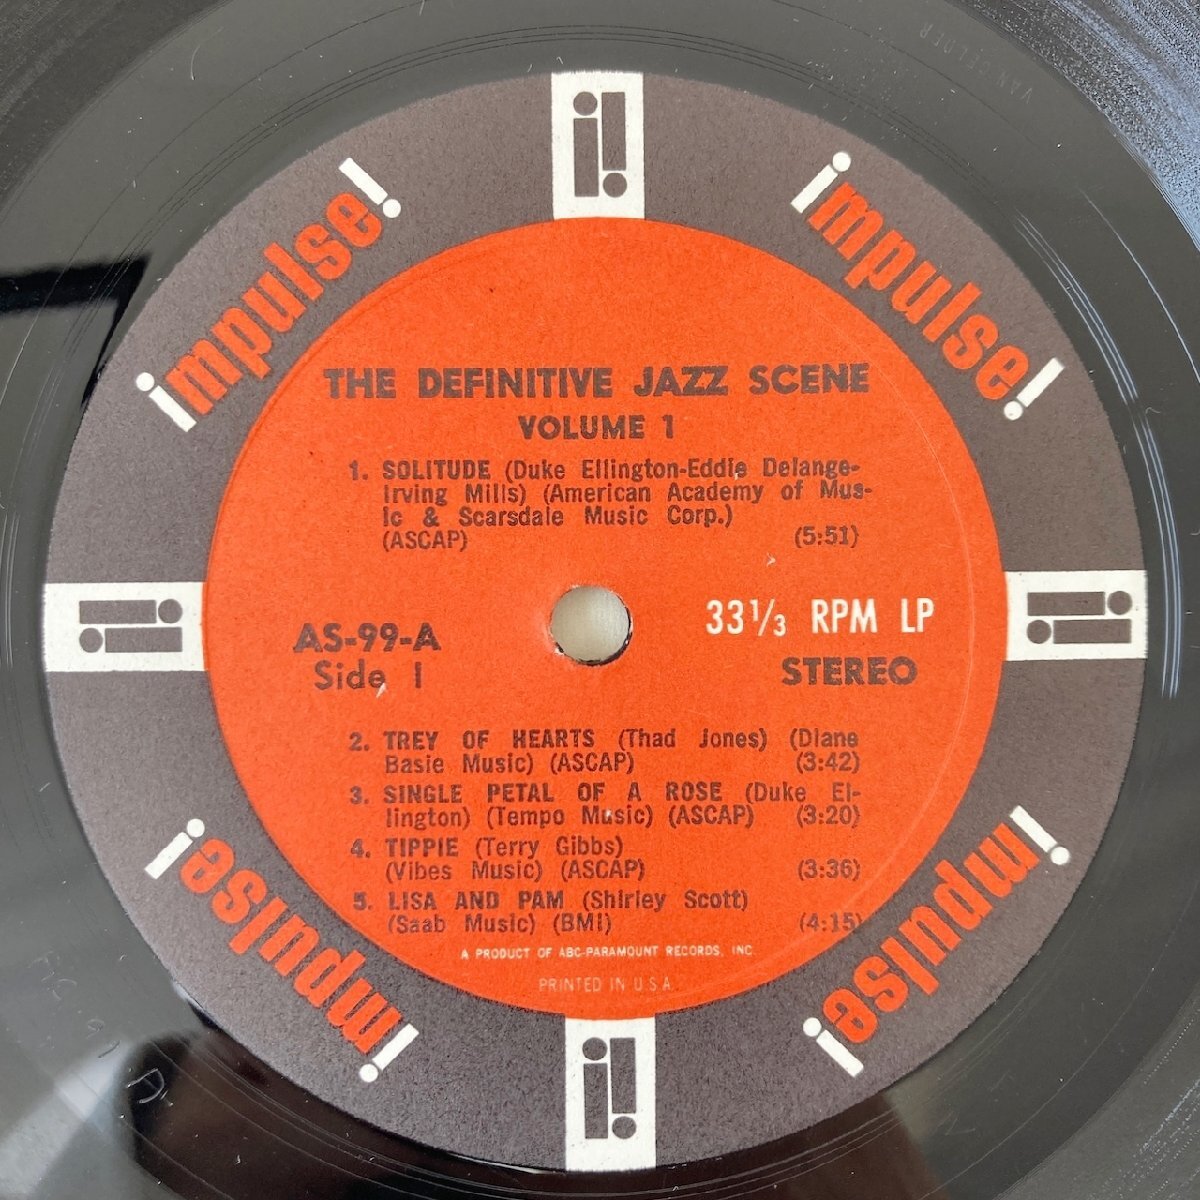 VAN GELDER
impulse!
impulse!
THE DEFINITIVE JAZZ SCENE
VOLUME 1
1. SOLITUDE (Duke Ellington-Eddie Delange-
Irving Mills) (American Academy of Mus-
ic & Scarsdale Music Corp.)
(ASCAP) (5:51)
AS-99-A
Side 1
33 1/3 RPM LP
STEREO
2. TREY OF HEARTS (Thad Jones) (Diane
Basie Music) (ASCAP) (3:42)
3. SINGLE PETAL OF A ROSE (Duke El-
lington) (Tempo Music) (ASCAP) (3:20)
4. TIPPIE (Terry Gibbs)
(Vibes Music) (ASCAP) (3:36)
5. LISA AND PAM (Shirley Scott)
(Saab Music) (BMI) (4:15)
A PRODUCT OF ABC-PARAMOUNT RECORDS, INC.
PRINTED IN U.S.A.
impulse!
impulse!